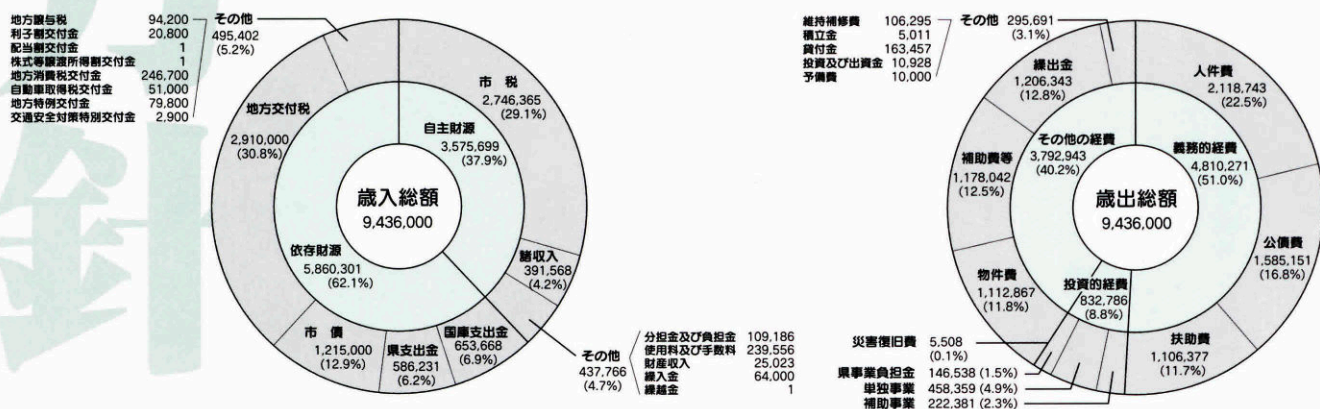 針
地方譲与税 94,200
利子割交付金 20,800
配当割交付金 1
株式等譲渡所得割交付金 1
地方消費税交付金 246,700
自動車取得税交付金 51,000
地方特例交付金 79,800
交通安全対策特別交付金 2,900
その他
495,402
(5.2%)
市 税
2,746,365
(29.1%)
地方交付税
2,910,000
(30.8%)
自主財源
3,575,699
(37.9%)
歳入総額
9,436,000
依存財源
5,860,301
(62.1%)
諸収入
391,568
(4.2%)
市 債
1,215,000
(12.9%)
県支出金
586,231
(6.2%)
国庫支出金
653,668
(6.9%)
その他
437,766
(4.7%)
分担金及び負担金 109,186
使用料及び手数料 239,556
財産収入 25,023
繰入金 64,000
繰越金 1
維持補修費 106,295
積立金 5,011
貸付金 163,457
投資及び出資金 10,928
予備費 10,000
その他 295,691
(3.1%)
繰出金
1,206,343
(12.8%)
人件費
2,118,743
(22.5%)
その他の経費
3,792,943
(40.2%)
義務的経費
4,810,271
(51.0%)
補助費等
1,178,042
(12.5%)
歳出総額
9,436,000
公債費
1,585,151
(16.8%)
物件費
1,112,867
(11.8%)
投資的経費
832,786
(8.8%)
扶助費
1,106,377
(11.7%)
災害復旧費 5,508
(0.1%)
県事業負担金 146,538 (1.5%)
単独事業 458,359 (4.9%)
補助事業 222,381 (2.3%)